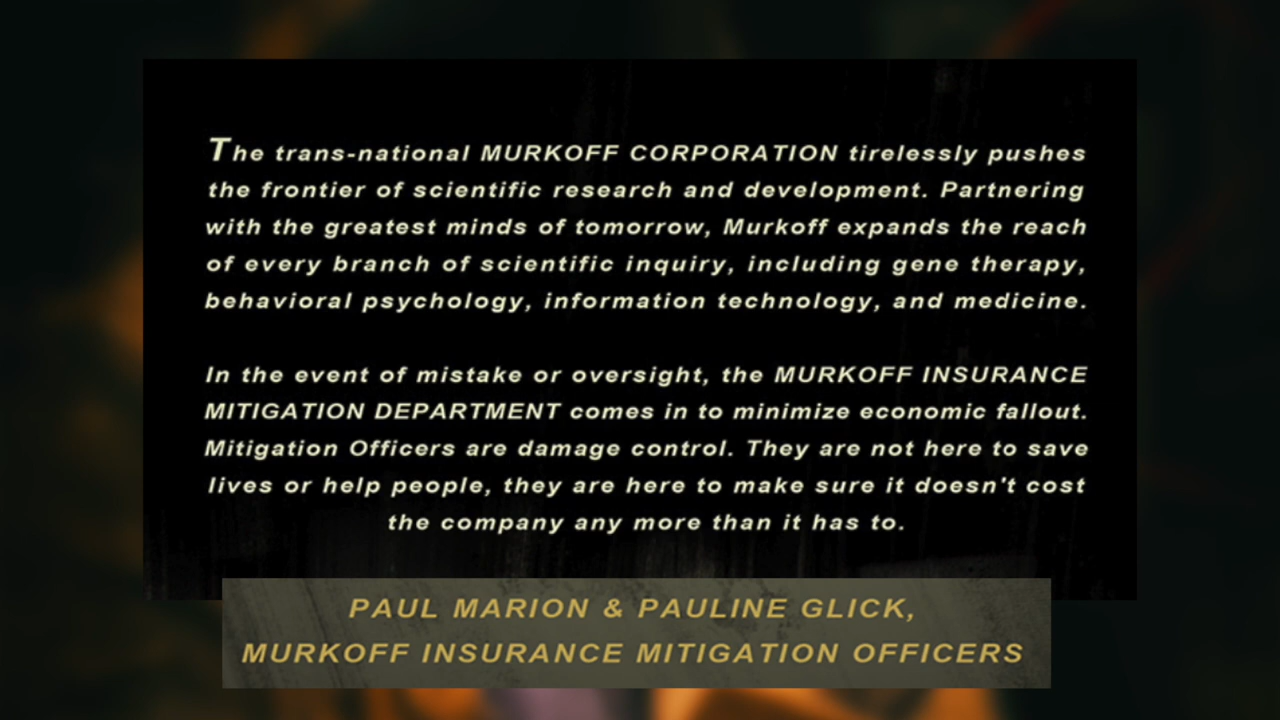 The trans-national MURKOFF CORPORATION tirelessly pushes
the frontier of scientific research and development. Partnering
with the greatest minds of tomorrow, Murkoff expands the reach
of every branch of scientific inquiry, including gene therapy,
behavioral psychology, information technology, and medicine.
In the event of mistake or oversight, the MURKOFF INSURANCE
MITIGATION DEPARTMENT comes in to minimize economic fallout.
Mitigation Officers are damage control. They are not here to save
lives or help people, they are here to make sure it doesn't cost
the company any more than it has to.
PAUL MARION & PAULINE GLICK,
MURKOFF INSURANCE MITIGATION OFFICERS